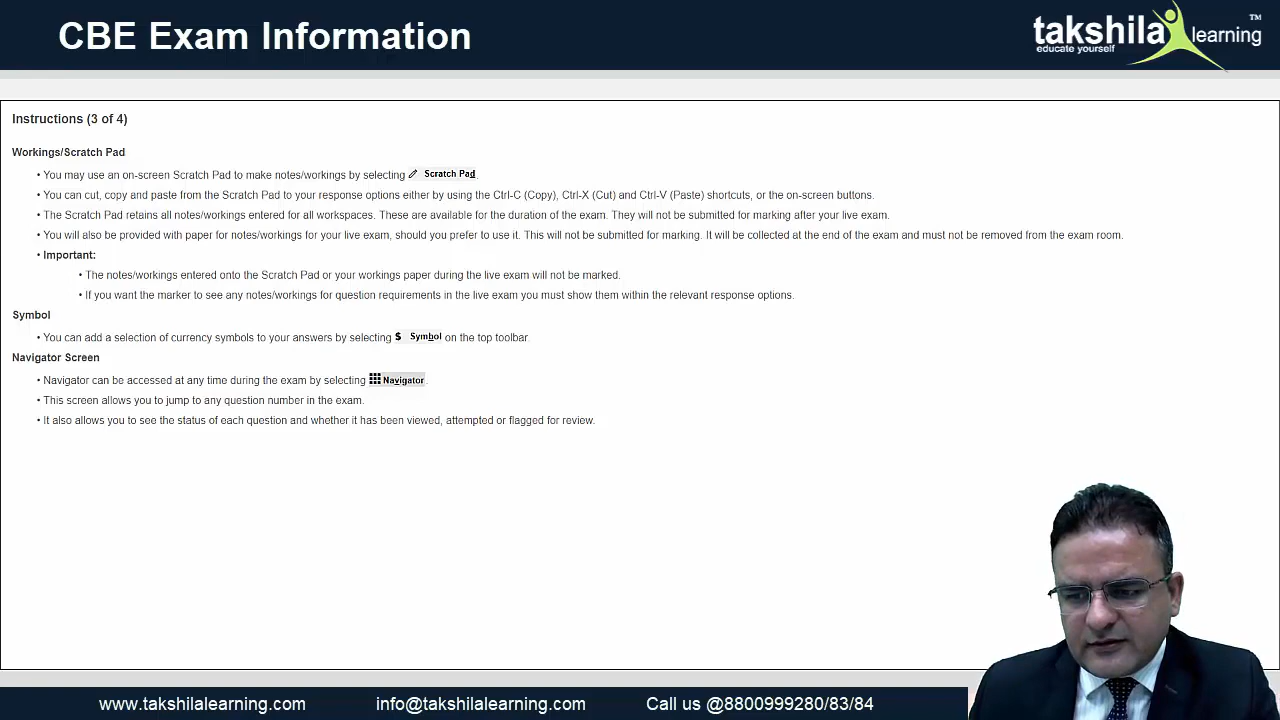 CBE Exam Information
takshila learning ™
educate yourself
Instructions (3 of 4)
Workings/Scratch Pad
• You may use an on-screen Scratch Pad to make notes/workings by selecting Scratch Pad.
• You can cut, copy and paste from the Scratch Pad to your response options either by using the Ctrl-C (Copy), Ctrl-X (Cut) and Ctrl-V (Paste) shortcuts, or the on-screen buttons.
• The Scratch Pad retains all notes/workings entered for all workspaces. These are available for the duration of the exam. They will not be submitted for marking after your live exam.
• You will also be provided with paper for notes/workings for your live exam, should you prefer to use it. This will not be submitted for marking. It will be collected at the end of the exam and must not be removed from the exam room.
• Important:
• The notes/workings entered onto the Scratch Pad or your workings paper during the live exam will not be marked.
• If you want the marker to see any notes/workings for question requirements in the live exam you must show them within the relevant response options.
Symbol
• You can add a selection of currency symbols to your answers by selecting $ Symbol on the top toolbar.
Navigator Screen
• Navigator can be accessed at any time during the exam by selecting Navigator.
• This screen allows you to jump to any question number in the exam.
• It also allows you to see the status of each question and whether it has been viewed, attempted or flagged for review.
www.takshilalearning.com info@takshilalearning.com Call us @8800999280/83/84